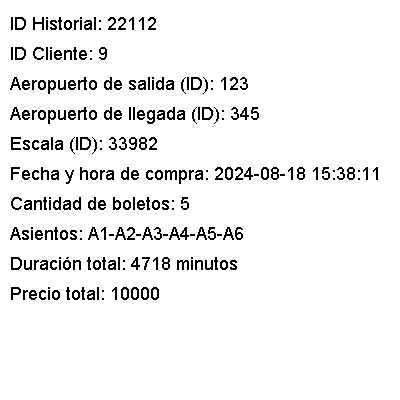 ID Historial: 22112
ID Cliente: 9
Aeropuerto de salida (ID): 123
Aeropuerto de llegada (ID): 345
Escala (ID): 33982
Fecha y hora de compra: 2024-08-18 15:38:11
Cantidad de boletos: 5
Asientos: A1-A2-A3-A4-A5-A6
Duración total: 4718 minutos
Precio total: 10000